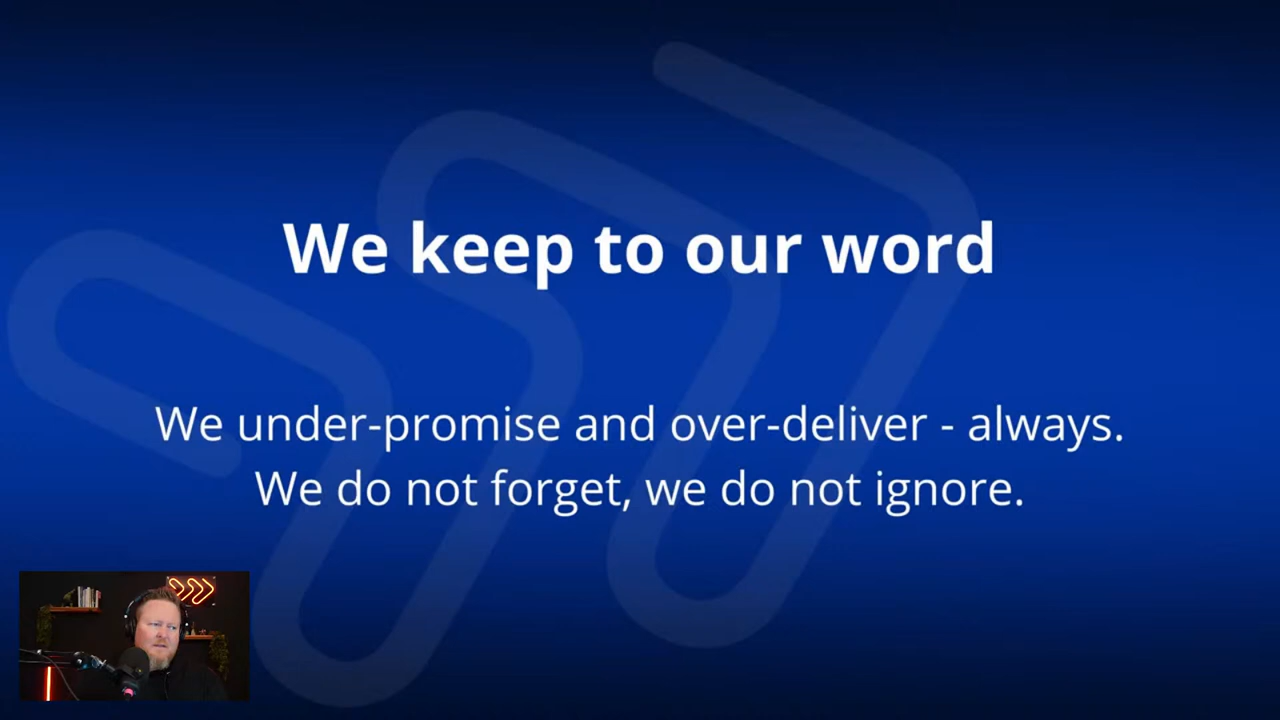 We keep to our word
We under-promise and over-deliver - always.
We do not forget, we do not ignore.